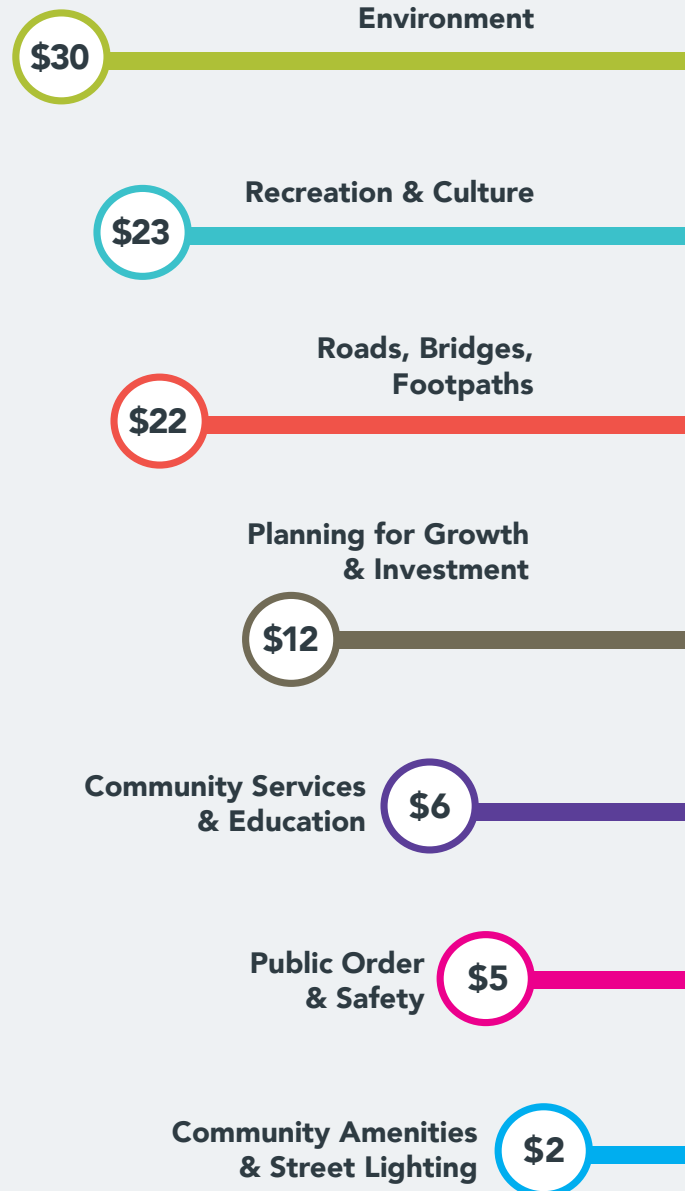 Environment
$30
Recreation & Culture
$23
Roads, Bridges,
Footpaths
$22
Planning for Growth
& Investment
$12
Community Services
& Education
$6
Public Order
& Safety
$5
Community Amenities
& Street Lighting
$2